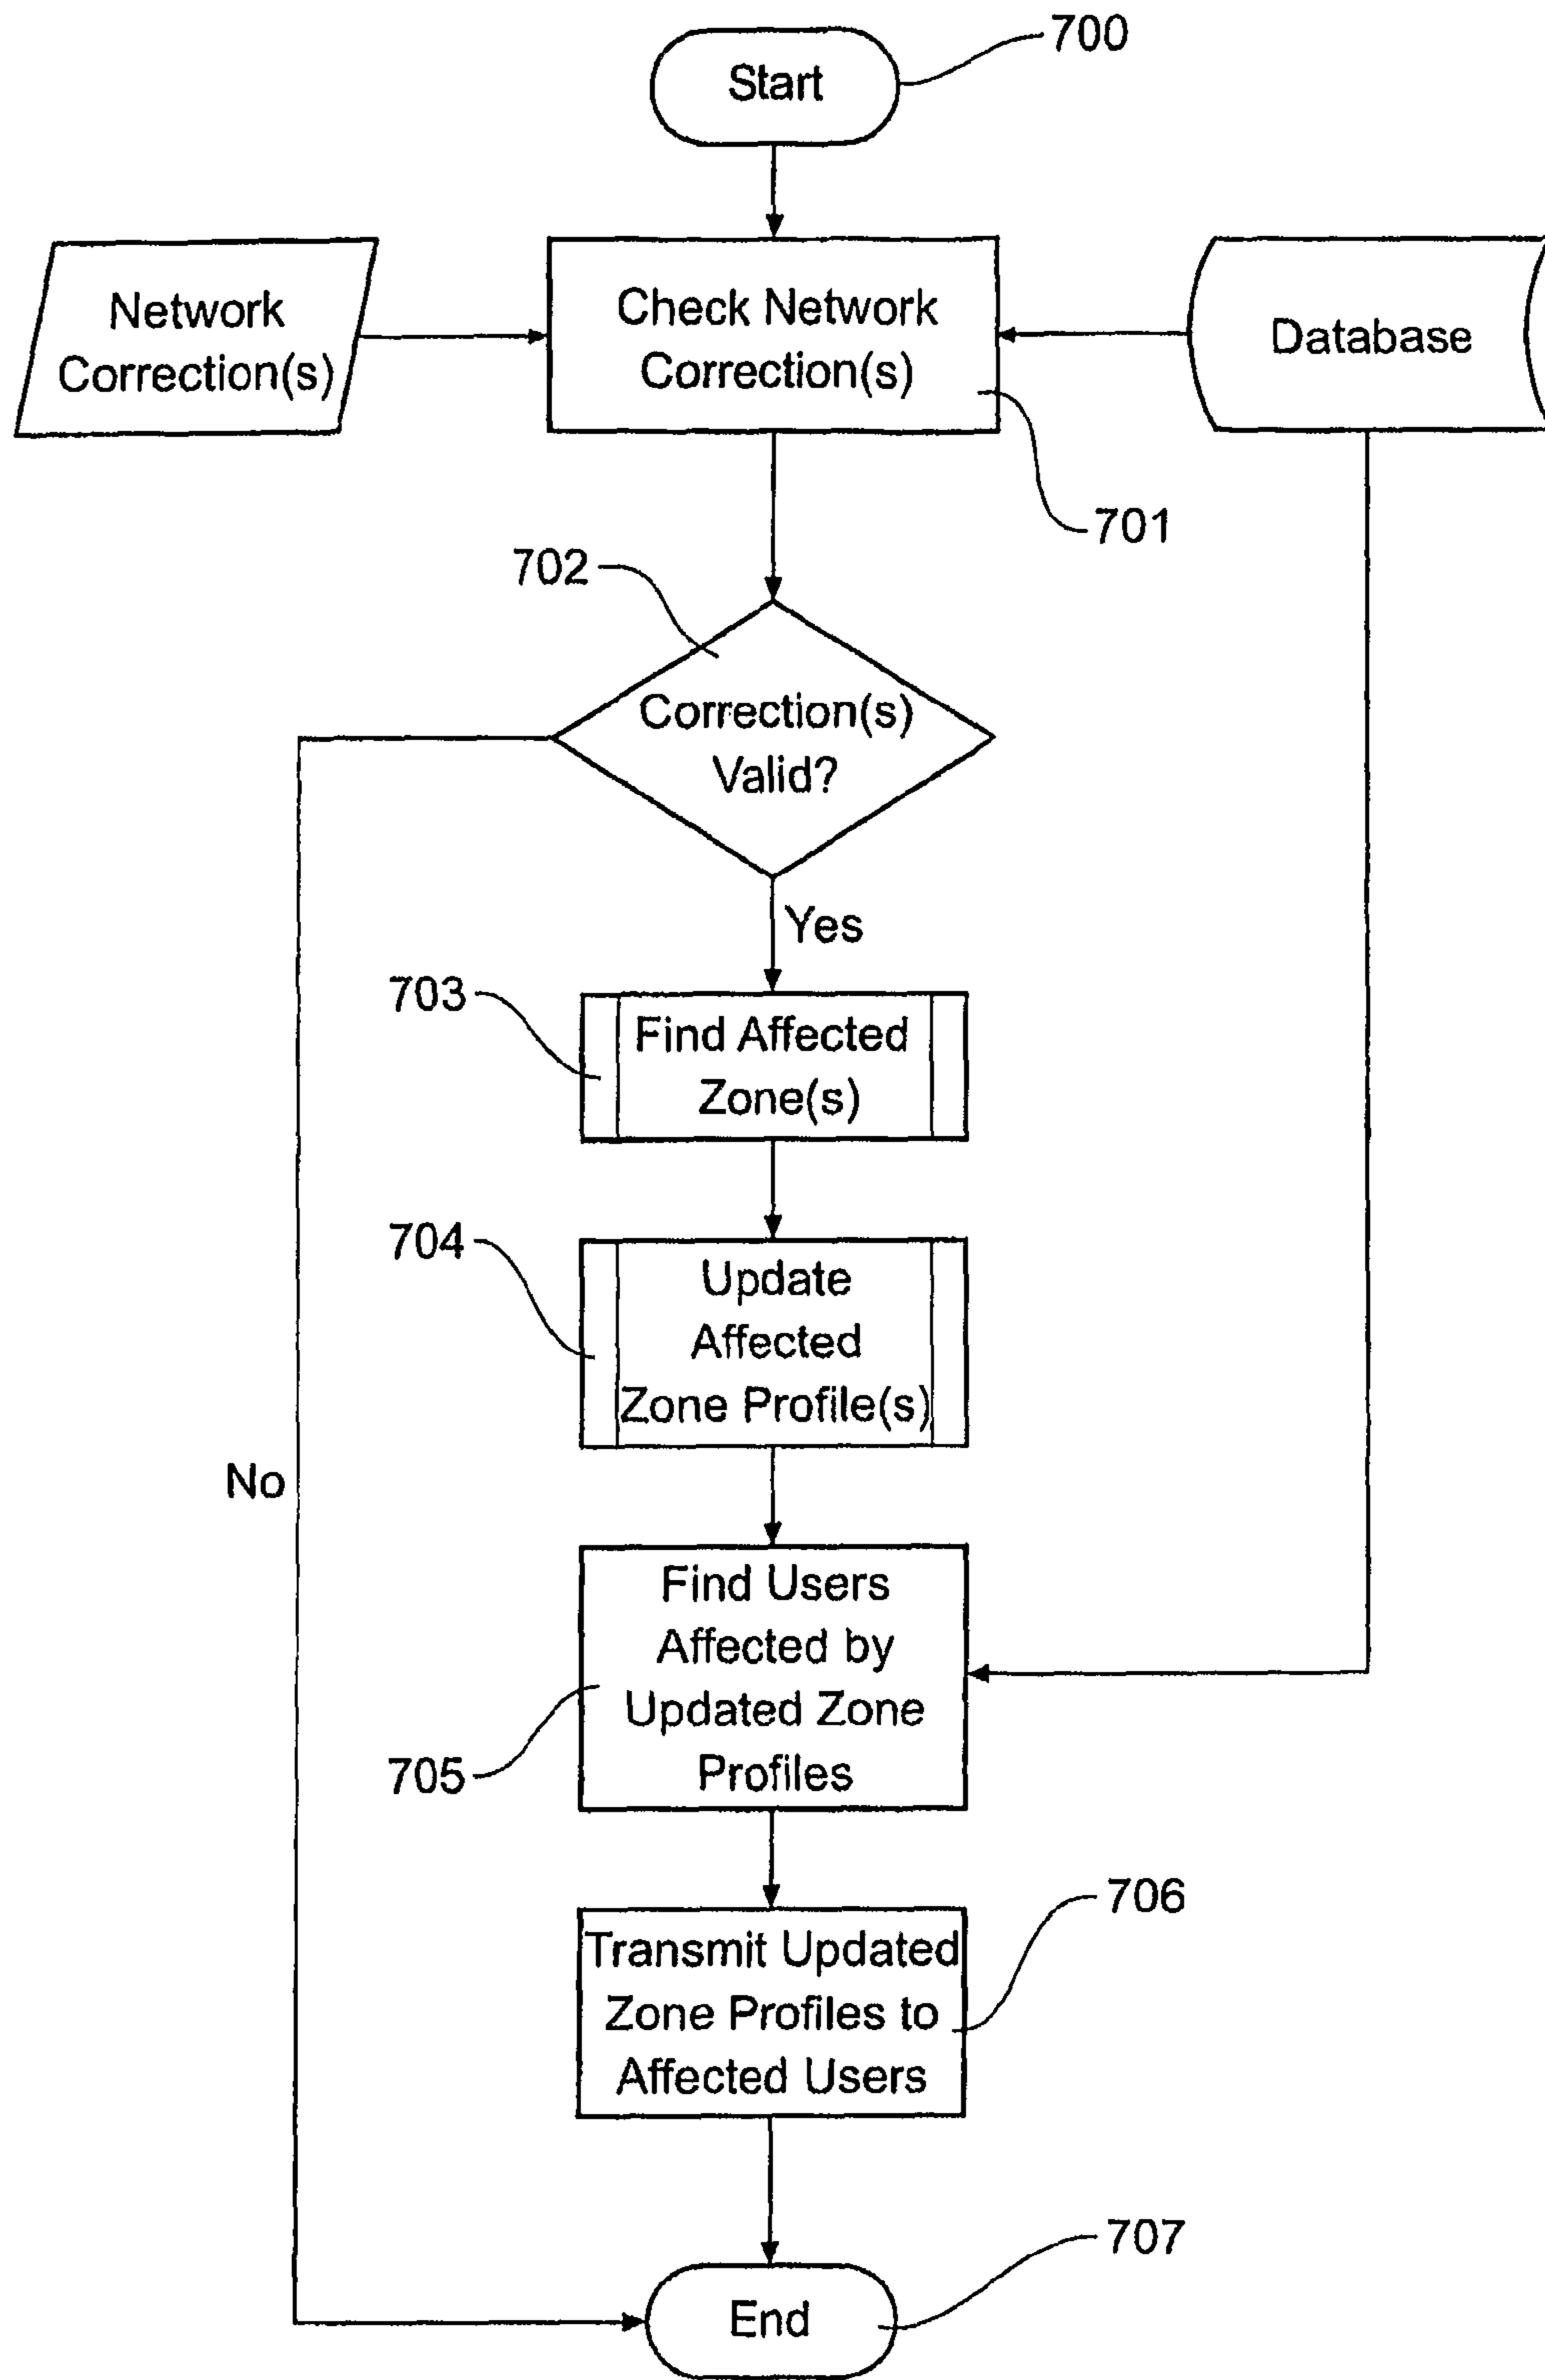 700
Start
Network
Correction(s)
Check Network
Correction(s)
Database
701
702
Correction(s)
Valid?
Yes
703
Find Affected
Zone(s)
704
Update
Affected
Zone Profile(s)
No
Find Users
Affected by
Updated Zone
Profiles
705
706
Transmit Updated
Zone Profiles to
Affected Users
707
End